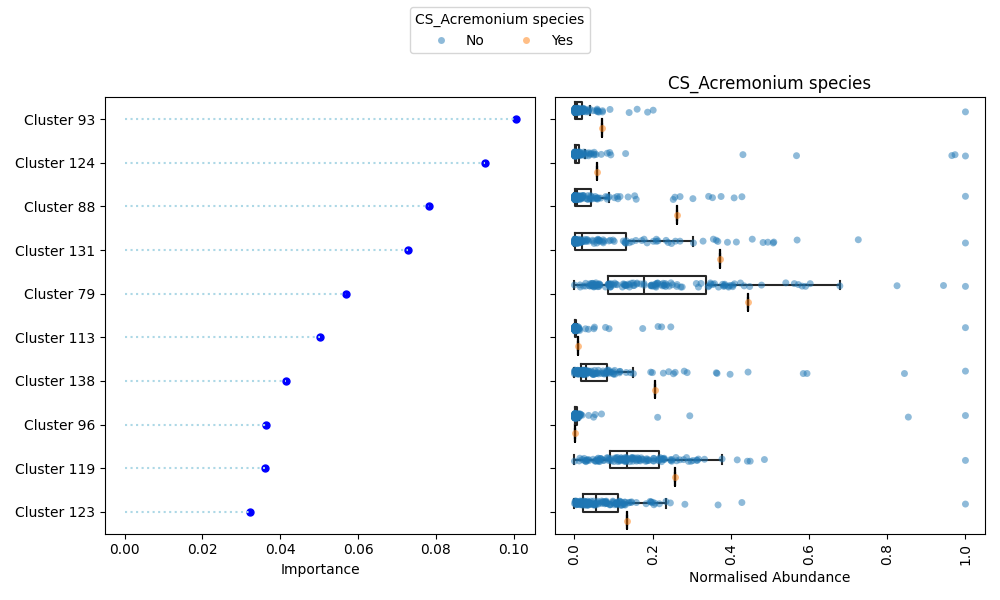 CS_Acremonium species
No Yes
CS_Acremonium species
Cluster 93
Cluster 124
Cluster 88
Cluster 131
Cluster 79
Cluster 113
Cluster 138
Cluster 96
Cluster 119
Cluster 123
0.00 0.02 0.04 0.06 0.08 0.10
Importance
0.0 0.2 0.4 0.6 0.8 1.0
Normalised Abundance